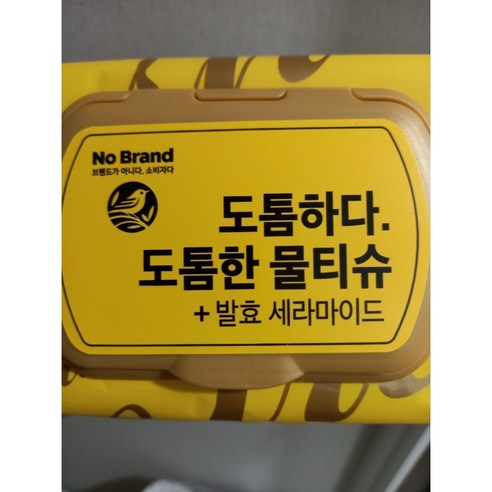 No Brand
브랜드가 아니다. 소비자다
도톰하다.
도톰한 물티슈
+ 발효 세라마이드